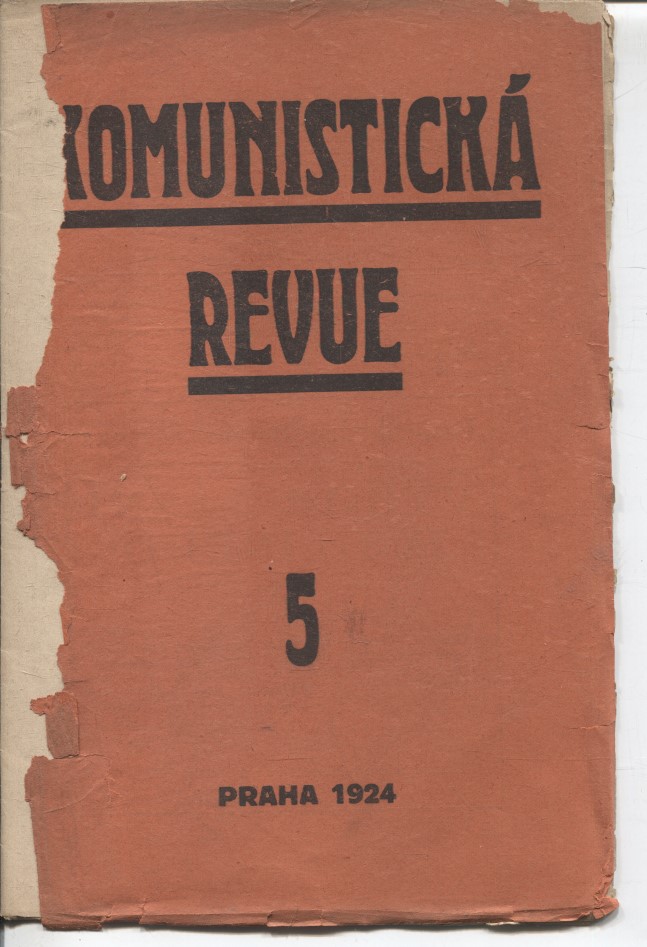 KOMUNISTICKÁ
REVUE
5
PRAHA 1924